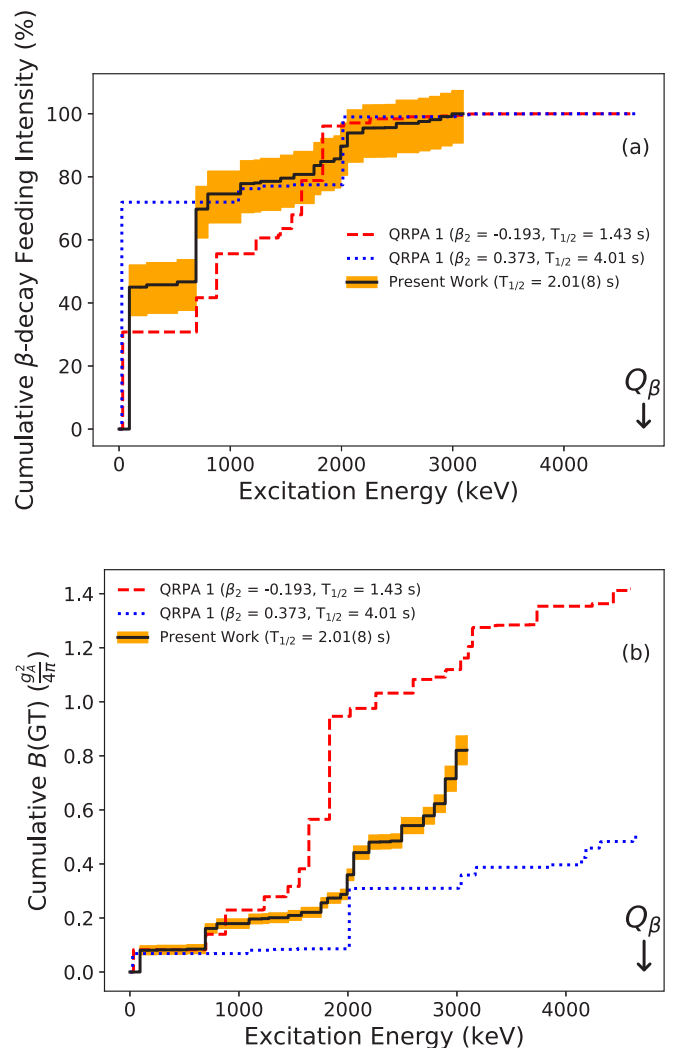 Cumulative β-decay Feeding Intensity (%)
100
80
60
40
20
0
(a)
QRPA 1 (β₂ = -0.193, T₁/₂ = 1.43 s)
QRPA 1 (β₂ = 0.373, T₁/₂ = 4.01 s)
Present Work (T₁/₂ = 2.01(8) s)
Qβ
0 1000 2000 3000 4000
Excitation Energy (keV)
Cumulative B(GT) (g²A/4π)
1.4
1.2
1.0
0.8
0.6
0.4
0.2
0.0
QRPA 1 (β₂ = -0.193, T₁/₂ = 1.43 s)
QRPA 1 (β₂ = 0.373, T₁/₂ = 4.01 s)
Present Work (T₁/₂ = 2.01(8) s)
(b)
Qβ
0 1000 2000 3000 4000
Excitation Energy (keV)